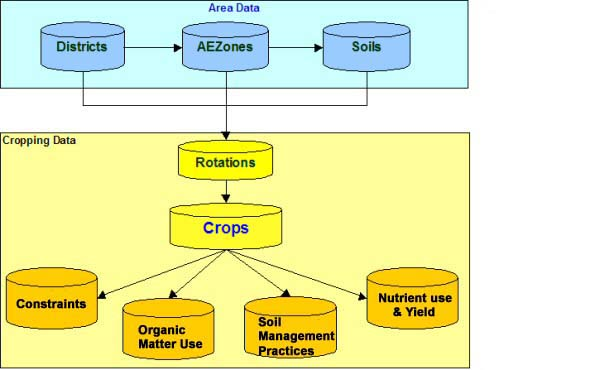 Area Data
Districts
AEZones
Soils
Cropping Data
Rotations
Crops
Constraints
Organic
Matter Use
Soil
Management
Practices
Nutrient use
& Yield